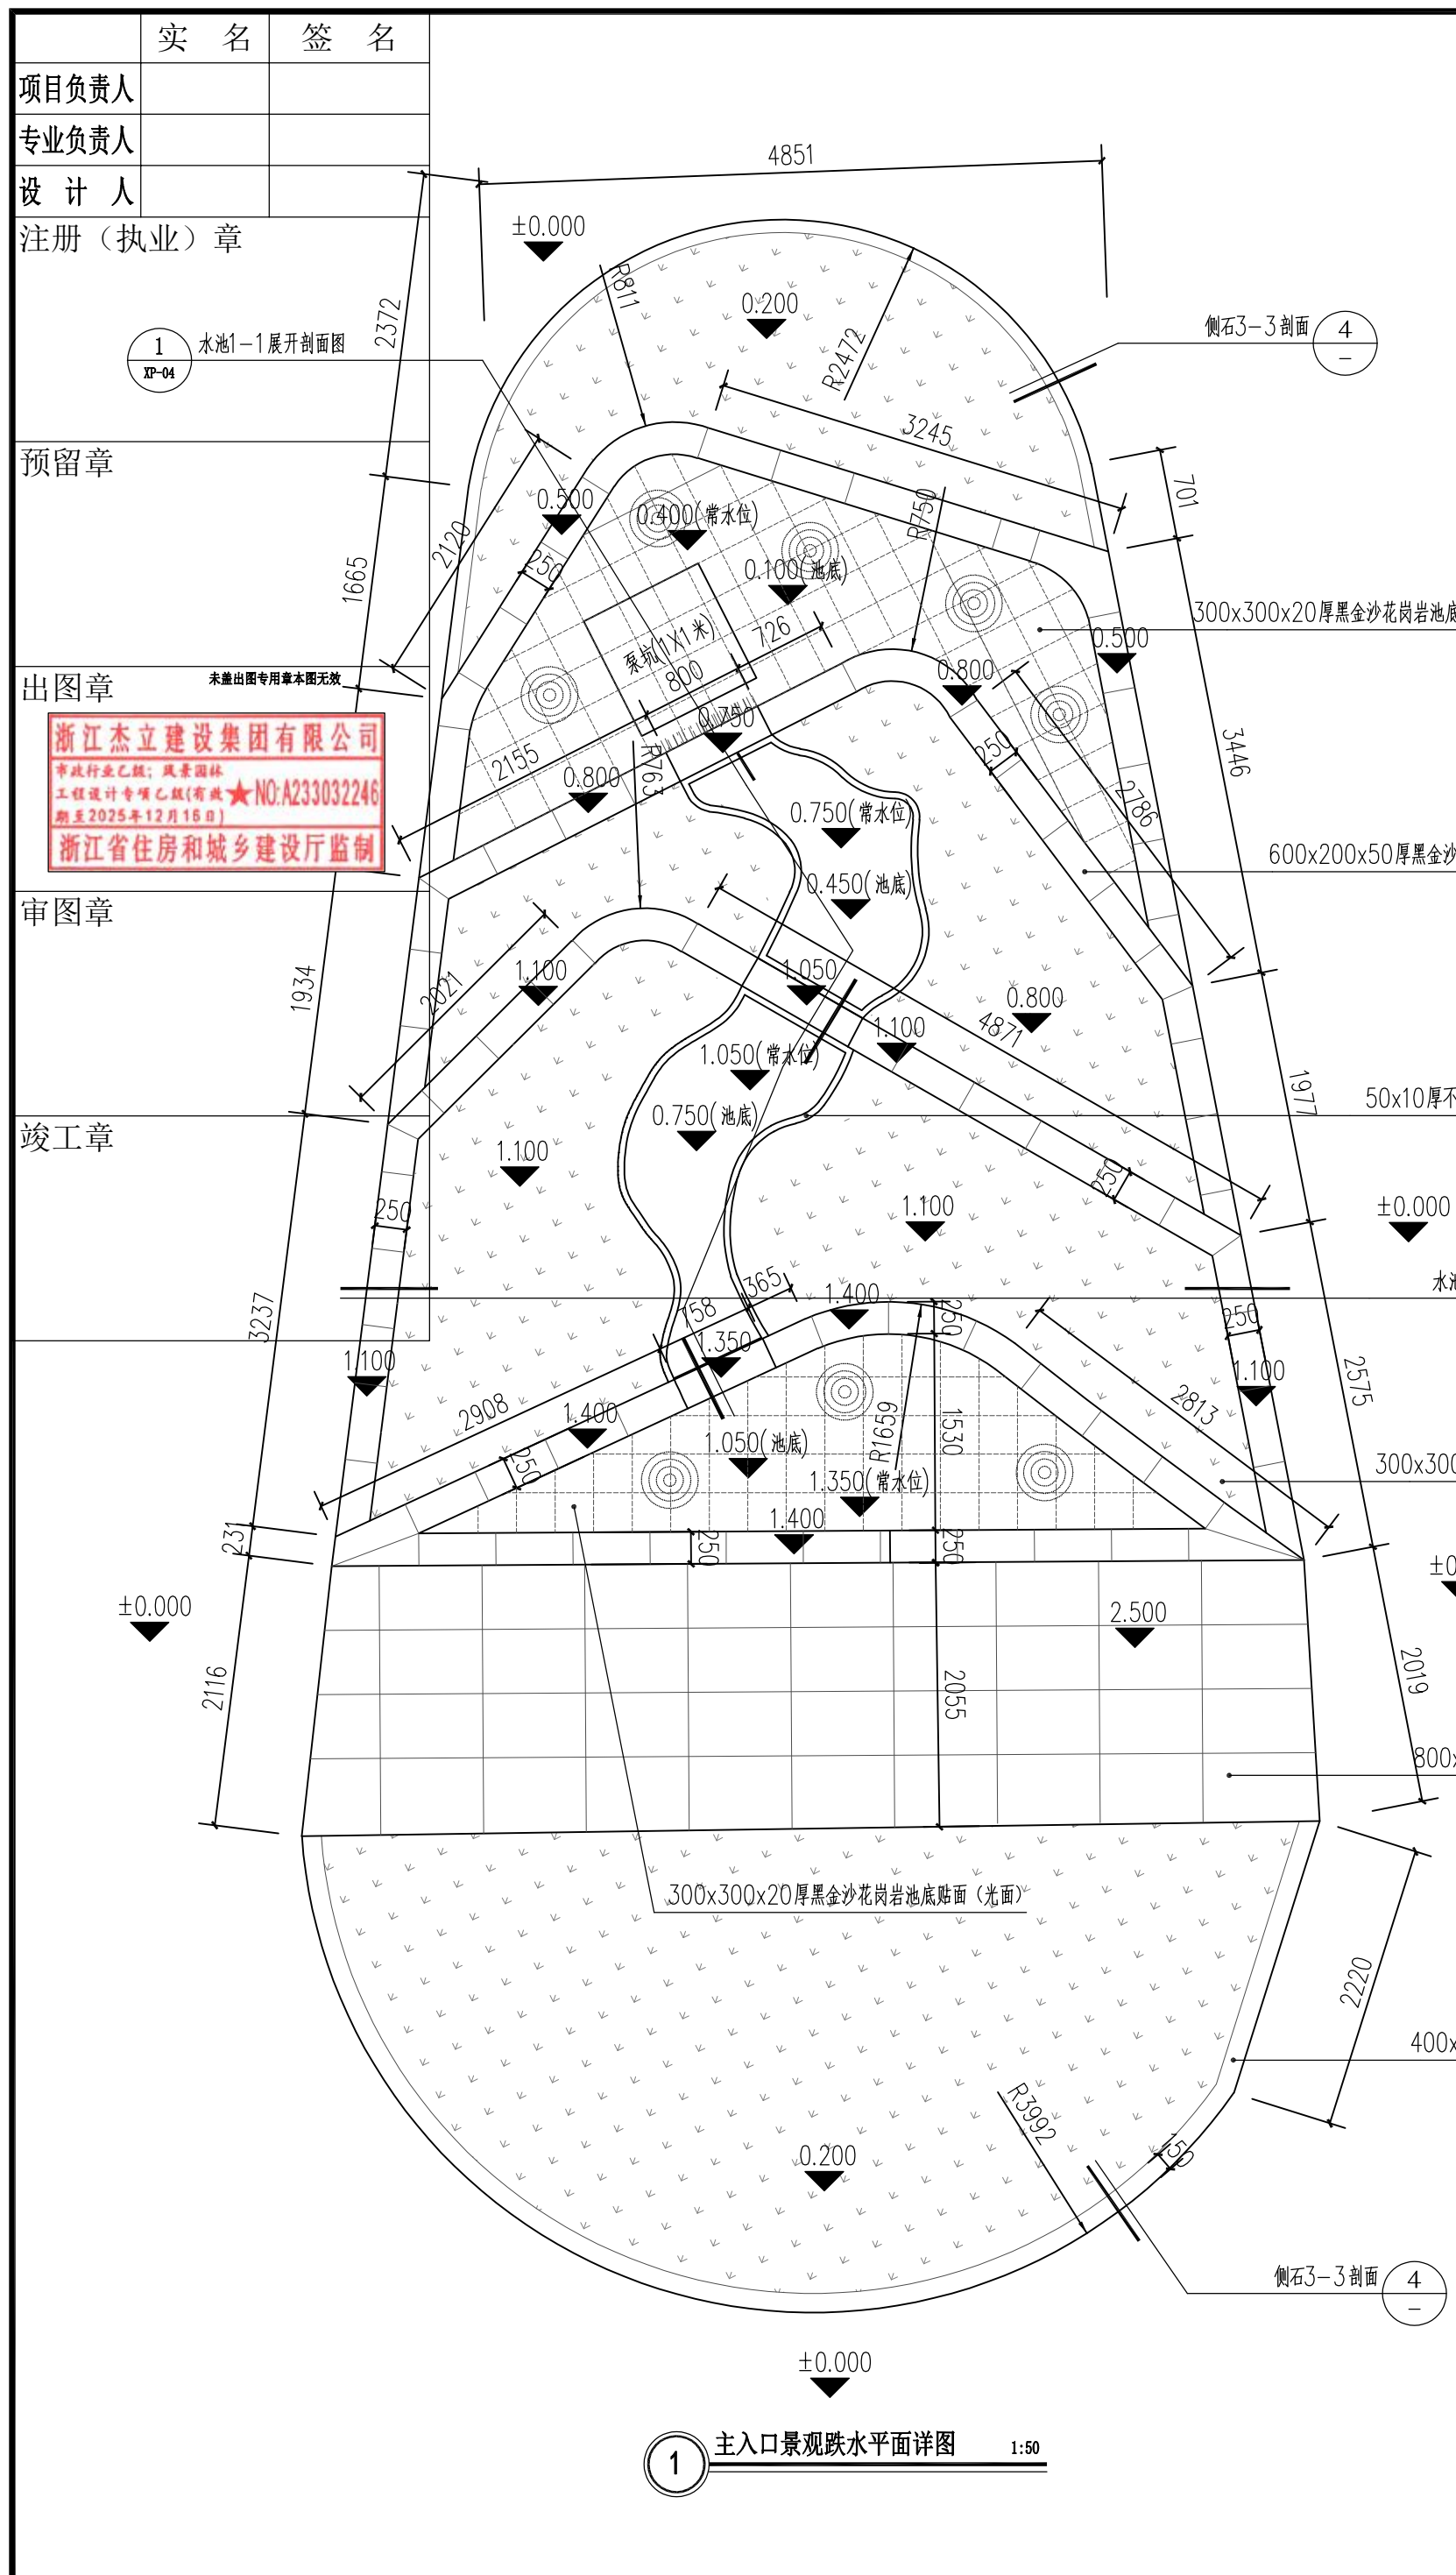 实 名 签 名
项目负责人
专业负责人
设 计 人
注册（执业）章
预留章
出图章
未盖出图专用章本图无效
浙江杰立建设集团有限公司
市政行业乙级；风景园林
工程设计专项乙级(有效
期至2025年12月16日)
★NO:A233032246
浙江省住房和城乡建设厅监制
审图章
竣工章
4851
±0.000
R811
2372
0.200
R2472
1
XP-04
水池1-1展开剖面图
侧石3-3剖面
4
-
3245
701
0.500
0.400(常水位)
R750
2120
250
0.100(池底)
1665
726
泵坑(1X1米)
800
300x300x20厚黑金沙花岗岩池底
0.500
0.800
0.750
R763
2155
0.800
250
3446
2786
0.750(常水位)
600x200x50厚黑金沙
0.450(池底)
1934
2021
1.100
1.050
0.800
4871
1.100
1.050(常水位)
1977
50x10厚不
0.750(池底)
1.100
250
250
1.100
±0.000
水池
3237
365
758
1.400
250
250
1.350
1.100
1.100
2575
2908
2813
1.400
R1659
1530
1.050(池底)
250
1.350(常水位)
300x300
231
1.400
250
250
±0
±0.000
2.500
2116
2055
2019
800x
300x300x20厚黑金沙花岗岩池底贴面（光面）
2220
400x
R3992
150
0.200
侧石3-3剖面
4
-
±0.000
1
主入口景观跌水平面详图 1:50